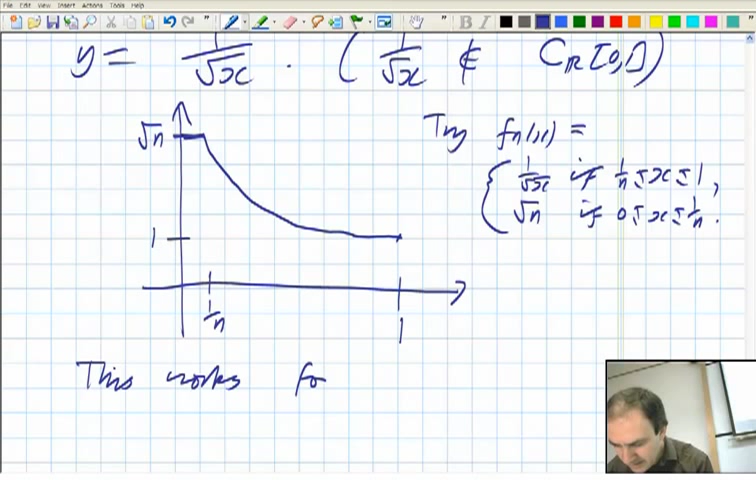 File Edit View Insert Actions Tools Help
y = 1/√x . ( 1/√x ∉ C_R [0,1])
√n
1
1/n
1
Try fn(x) =
{ 1/√x if 1/n ≤ x ≤ 1,
√n if 0 ≤ x ≤ 1/n.
This works fo